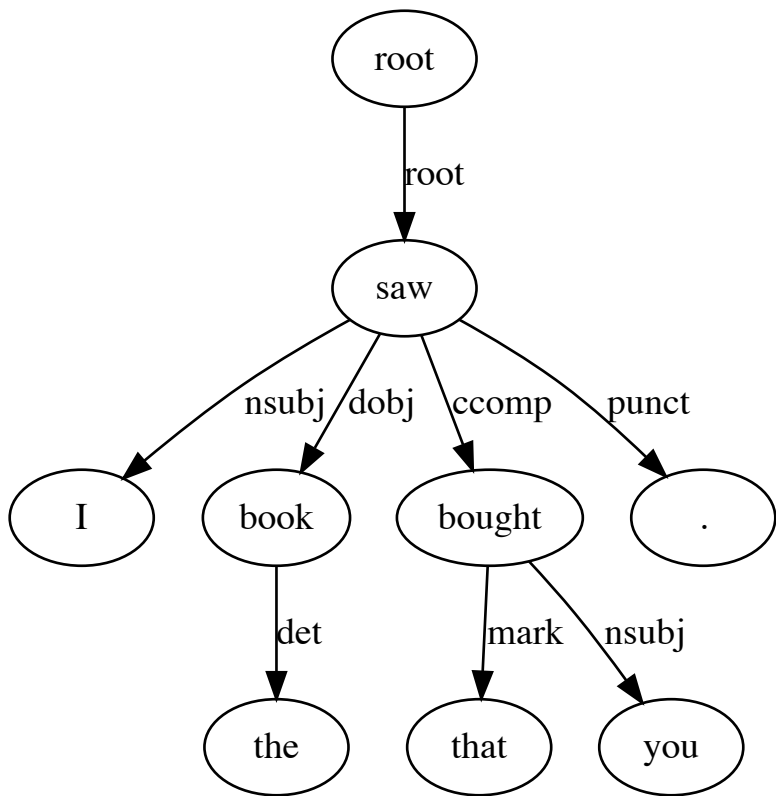 root
root
saw
nsubj dobj ccomp punct
I book bought .
det mark nsubj
the that you